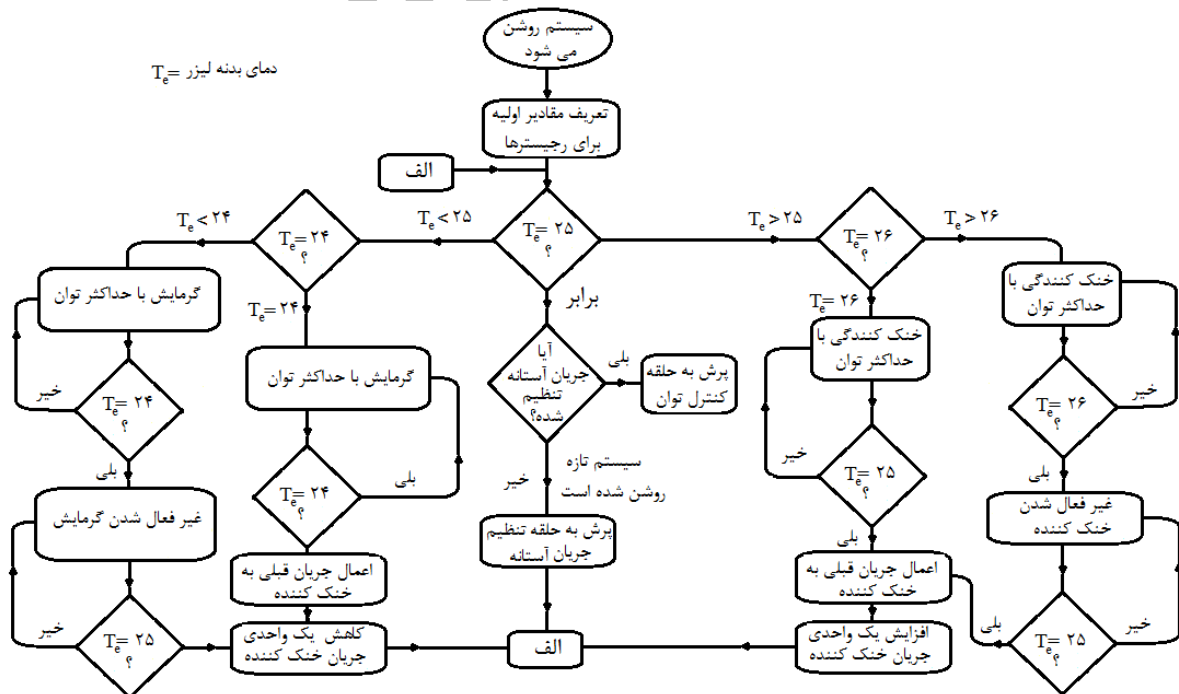 سیستم روشن
می شود
دمای بدنه لیزر =Te
تعریف مقادیر اولیه
برای رجیسترها
الف
Te= ۲۵
؟
Te< ۲۵
Te= ۲۴
؟
Te< ۲۴
Te> ۲۵
Te= ۲۶
؟
Te> ۲۶
گرمایش با حداکثر توان
Te= ۲۴
؟
خیر
بلی
غیر فعال شدن گرمایش
Te= ۲۵
؟
خیر
Te= ۲۴
گرمایش با حداکثر توان
Te= ۲۴
؟
بلی
اعمال جریان قبلی به
خنک کننده
کاهش یک واحدی
جریان خنک کننده
برابر
آیا
جریان آستانه
تنظیم
شده؟
بلی
پرش به حلقه
کنترل توان
خیر
سیستم تازه
روشن شده است
پرش به حلقه تنظیم
جریان آستانه
الف
Te= ۲۶
خنک کنندگی با
حداکثر توان
Te= ۲۵
؟
خیر
بلی
اعمال جریان قبلی به
خنک کننده
افزایش یک واحدی
جریان خنک کننده
خنک کنندگی با
حداکثر توان
Te= ۲۶
؟
خیر
بلی
غیر فعال شدن
خنک کننده
Te= ۲۵
؟
خیر
بلی